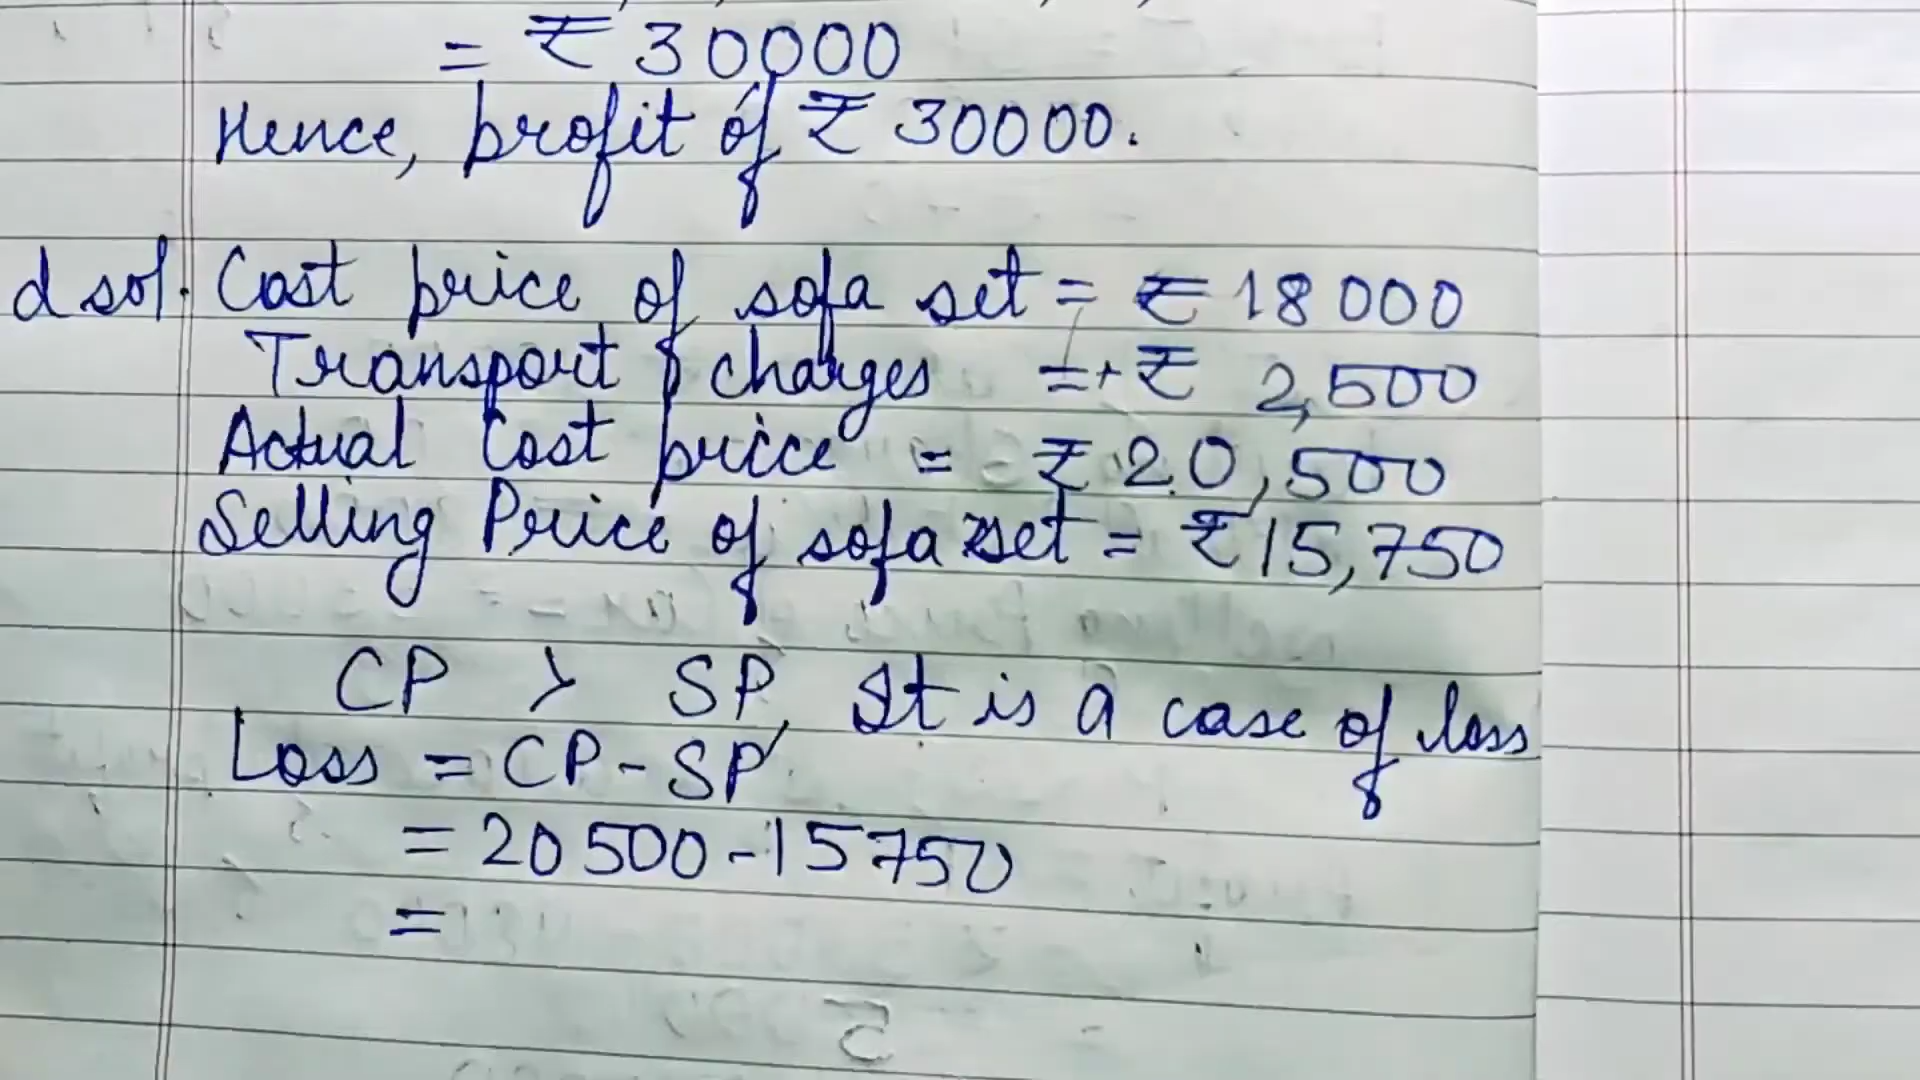 = ₹ 30000
Hence, profit of ₹ 30000.
d sol. Cost price of sofa set = ₹ 18000
Transport charges = + ₹ 2,500
Actual Cost price = ₹ 20,500
Selling Price of sofa set = ₹ 15,750
CP > SP, It is a case of loss
Loss = CP - SP
= 20500 - 15750
=